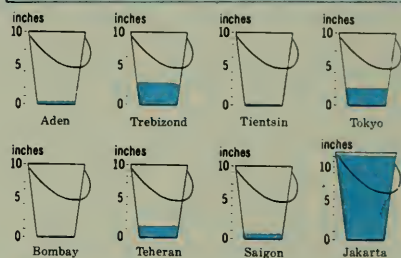 inches inches inches inches
10 10 10 10
5 5 5 5
0 0 0 0
Aden Trebizond Tientsin Tokyo
inches inches inches inches
10 10 10 10
5 5 5 5
0 0 0 0
Bombay Teheran Saigon Jakarta